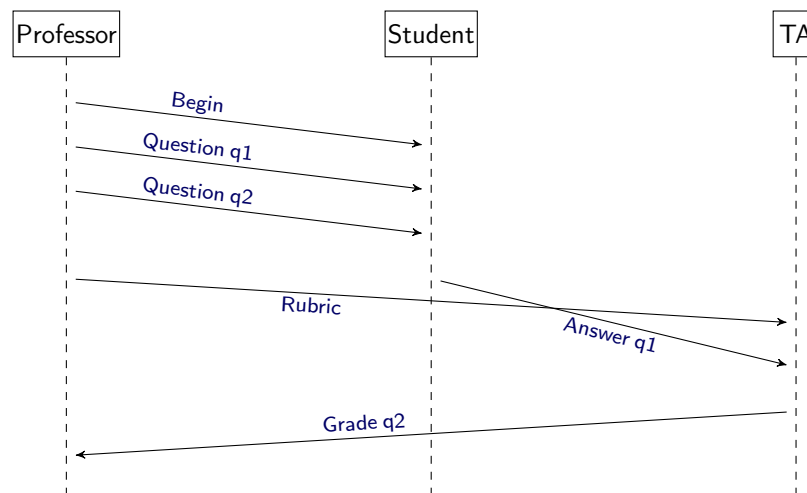 Professor
Student
TA
Begin
Question q1
Question q2
Rubric
Answer q1
Grade q2